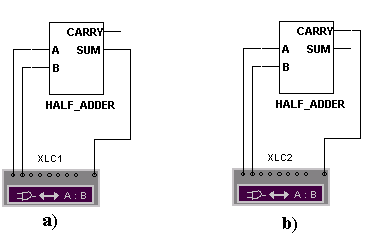 CARRY
A SUM
B
HALF_ADDER
XLC1
A : B
a)
CARRY
A SUM
B
HALF_ADDER
XLC2
A : B
b)